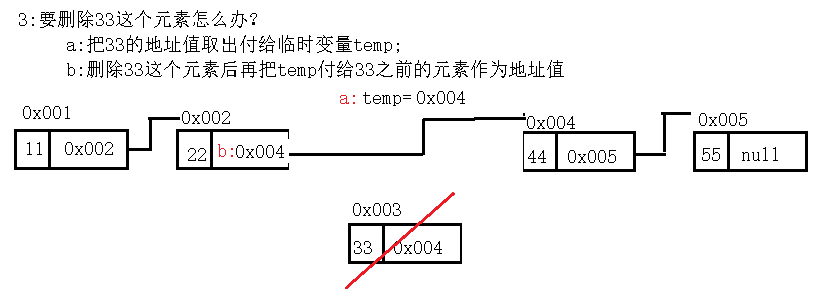 3:要删除33这个元素怎么办?
a:把33的地址值取出付给临时变量temp;
b:删除33这个元素后再把temp付给33之前的元素作为地址值
a: temp= 0x004
0x001
0x002
0x004
0x005
11 0x002
22 b:0x004
44 0x005
55 null
0x003
33 0x004